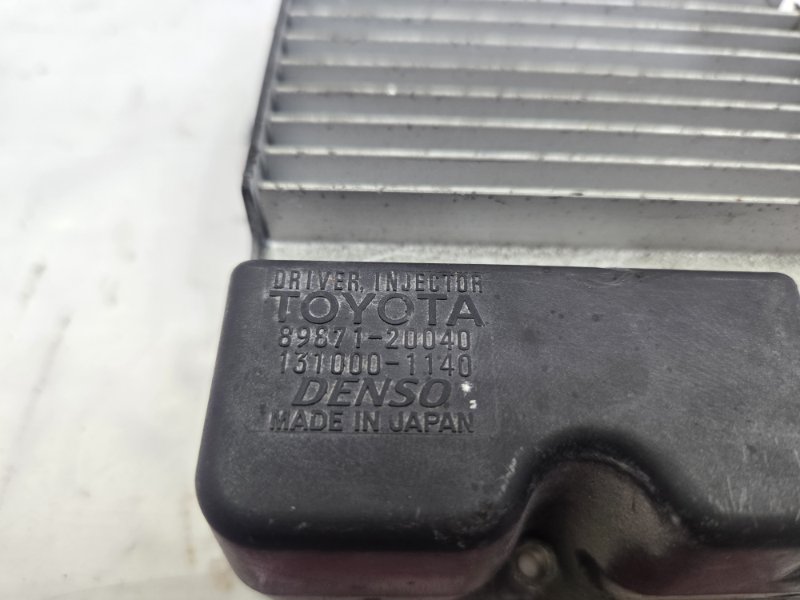 DRIVER, INJECTOR
TOYOTA
89871-20040
131000-1140
DENSO
MADE IN JAPAN